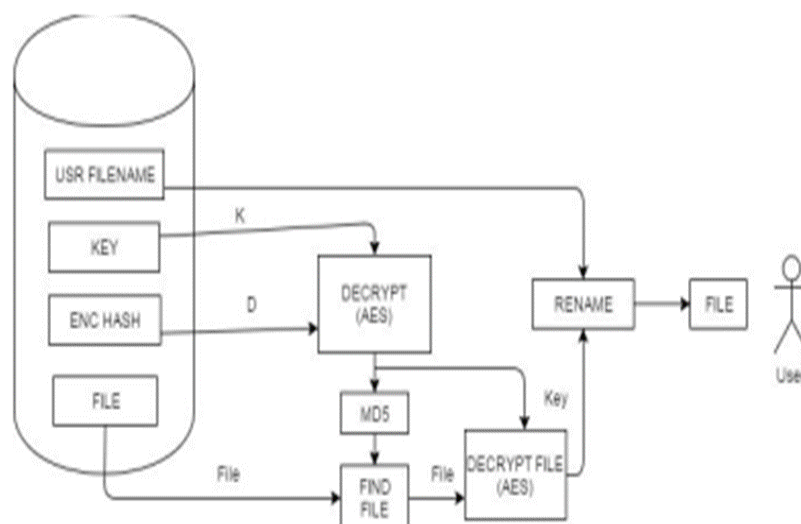 USR FILENAME
K
KEY
DECRYPT
(AES)
RENAME
FILE
ENC HASH
D
Use
FILE
MD5
Key
File
FIND
FILE
File
DECRYPT FILE
(AES)